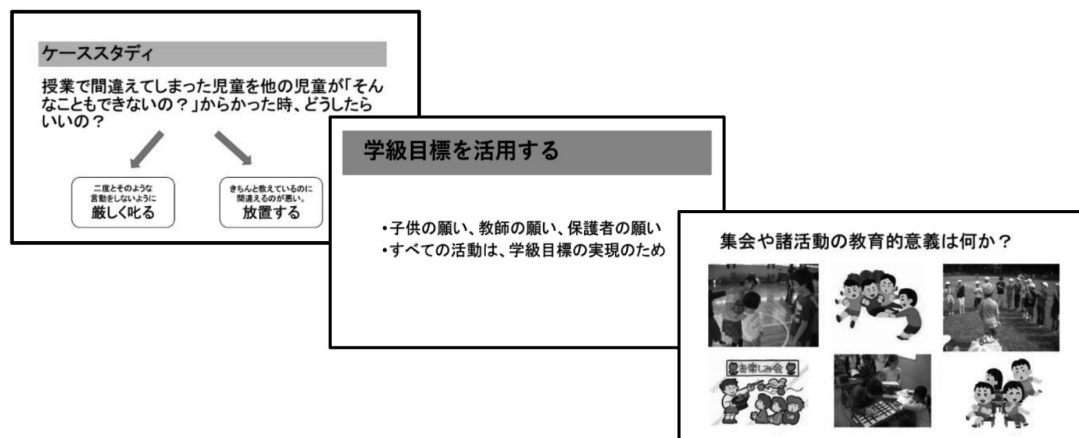 ケーススタディ
授業で間違えてしまった児童を他の児童が「そん
なこともできないの？」からかった時、どうしたら
いいの？
二度とそのような
言動をしないように
厳しく叱る
きちんと教えているのに
間違えるのが悪い。
放置する
学級目標を活用する
・子供の願い、教師の願い、保護者の願い
・すべての活動は、学級目標の実現のため
集会や諸活動の教育的意義は何か？
お楽しみ会